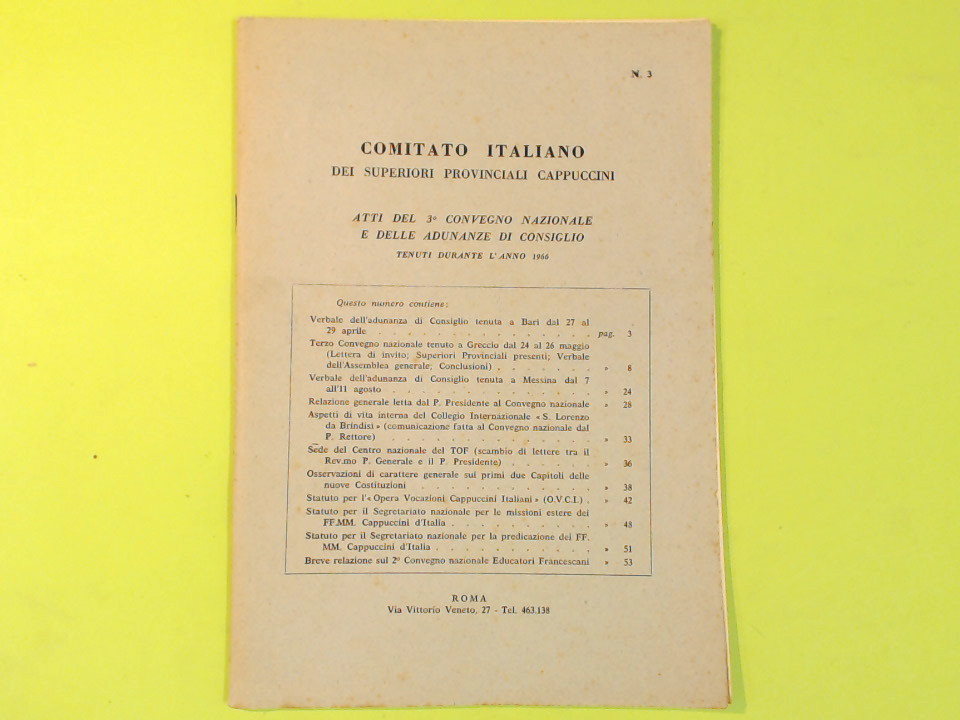 N. 3
COMITATO ITALIANO
DEI SUPERIORI PROVINCIALI CAPPUCCINI
ATTI DEL 3º CONVEGNO NAZIONALE
E DELLE ADUNANZE DI CONSIGLIO
TENUTI DURANTE L'ANNO 1966
Questo numero contiene:
Verbale dell'adunanza di Consiglio tenuta a Bari dal 27 al
29 aprile . . . . . . . . . . . . . . . pag. 3
Terzo Convegno nazionale tenuto a Greccio dal 24 al 26 maggio
(Lettera di invito; Superiori Provinciali presenti; Verbale
dell'Assemblea generale; Conclusioni) . . . . . . » 8
Verbale dell'adunanza di Consiglio tenuta a Messina dal 7
all'11 agosto . . . . . . . . . . . . . . » 24
Relazione generale letta dal P. Presidente al Convegno nazionale » 28
Aspetti di vita interna del Collegio Internazionale « S. Lorenzo
da Brindisi » (comunicazione fatta al Convegno nazionale dal
P. Rettore) . . . . . . . . . . . . . . » 33
Sede del Centro nazionale del TOF (scambio di lettere tra il
Rev.mo P. Generale e il P. Presidente) . . . . . . » 36
Osservazioni di carattere generale sui primi due Capitoli delle
nuove Costituzioni . . . . . . . . . . . . » 38
Statuto per l'« Opera Vocazioni Cappuccini Italiani » (O.V.C.I.) . » 42
Statuto per il Segretariato nazionale per le missioni estere dei
FF.MM. Cappuccini d'Italia . . . . . . . . . . » 48
Statuto per il Segretariato nazionale per la predicazione dei FF.
MM. Cappuccini d'Italia . . . . . . . . . . . » 51
Breve relazione sul 2º Convegno nazionale Educatori Francescani » 53
ROMA
Via Vittorio Veneto, 27 - Tel. 463.138